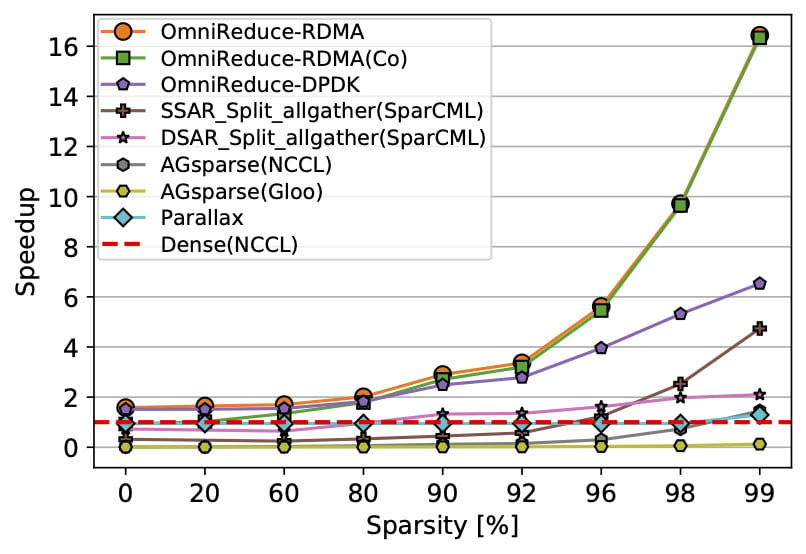 OmniReduce-RDMA
OmniReduce-RDMA(Co)
OmniReduce-DPDK
SSAR_Split_allgather(SparCML)
DSAR_Split_allgather(SparCML)
AGsparse(NCCL)
AGsparse(Gloo)
Parallax
Dense(NCCL)
Speedup
16
14
12
10
8
6
4
2
0
0 20 60 80 90 92 96 98 99
Sparsity [%]